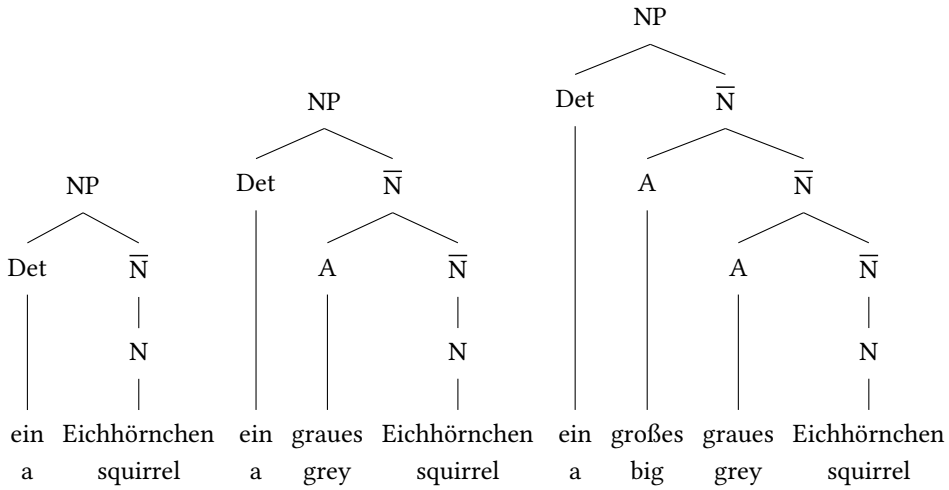 NP
NP
Det N̅
NP
Det N̅
A N̅
Det N̅
A N̅
A N̅
N
N
N
ein Eichhörnchen ein graues Eichhörnchen ein großes graues Eichhörnchen
a squirrel a grey squirrel a big grey squirrel